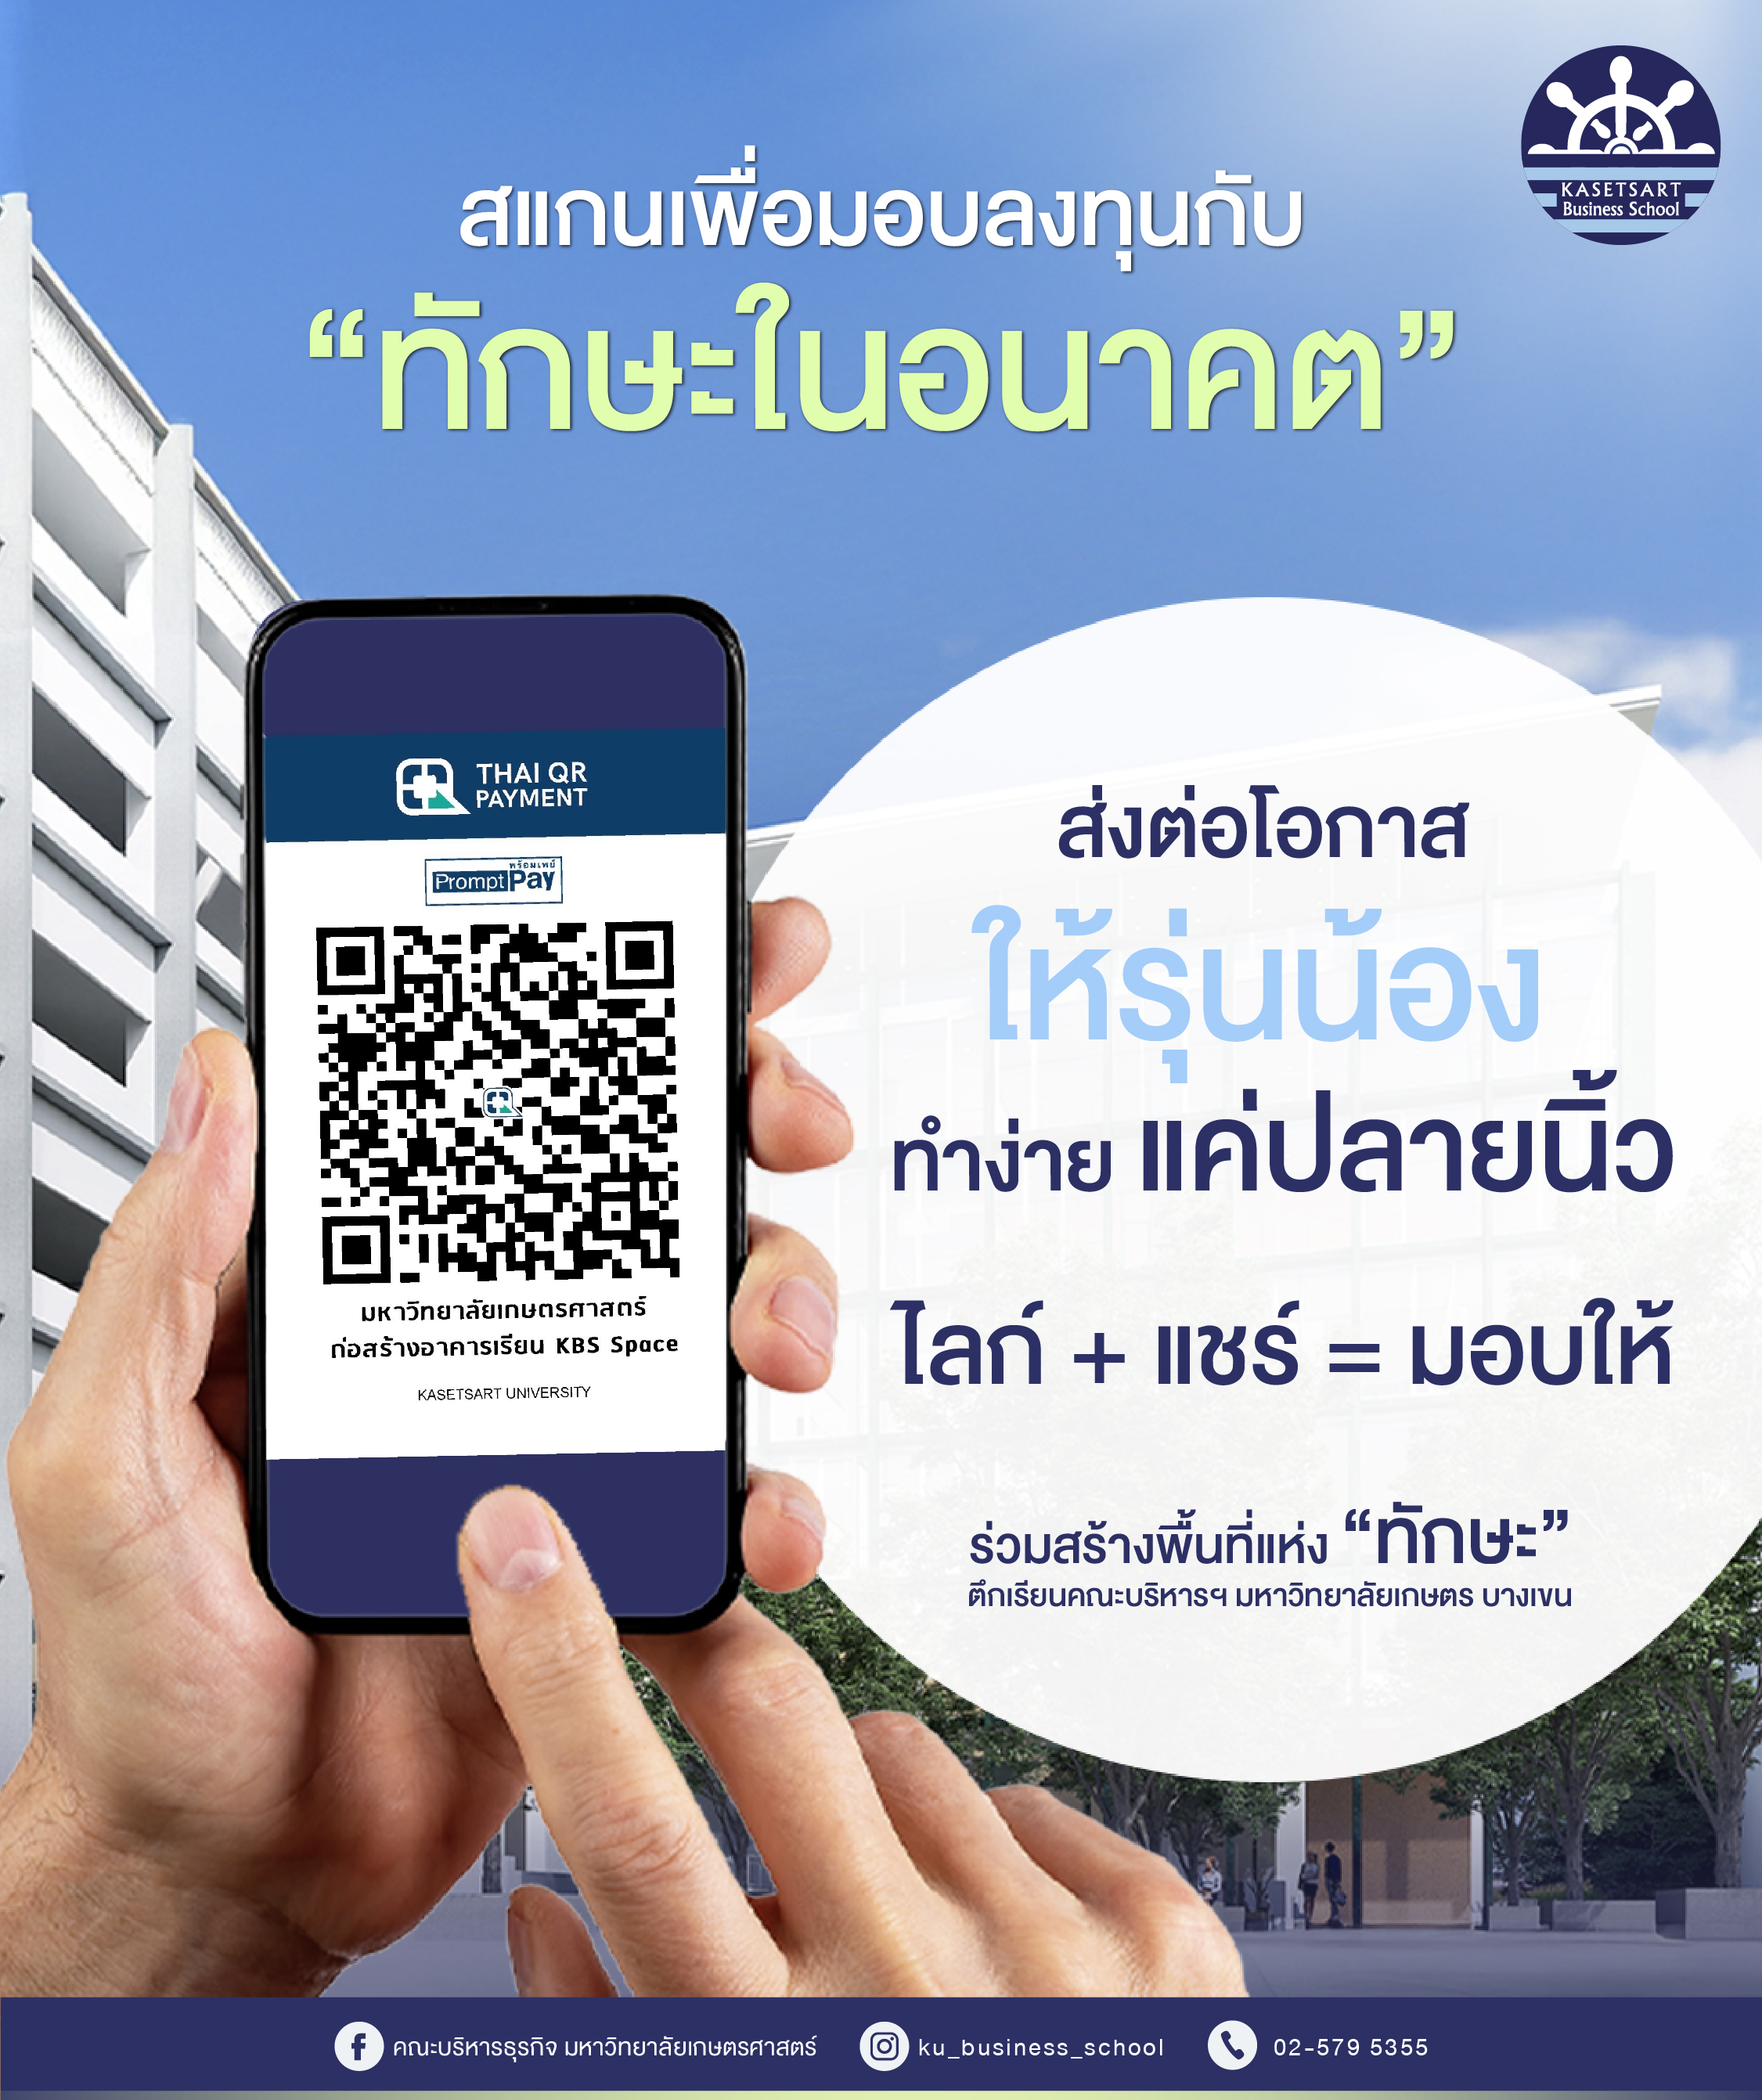 KASETSART
Business School
สแกนเพื่อมอบลงทุนกับ
“ทักษะในอนาคต”
THAI QR
PAYMENT
พร้อมเพย์
PromptPay
มหาวิทยาลัยเกษตรศาสตร์
ก่อสร้างอาคารเรียน KBS Space
KASETSART UNIVERSITY
ส่งต่อโอกาส
ให้รุ่นน้อง
ทำง่าย แค่ปลายนิ้ว
ไลก์ + แชร์ = มอบให้
ร่วมสร้างพื้นที่แห่ง “ทักษะ”
ตึกเรียนคณะบริหารฯ มหาวิทยาลัยเกษตร บางเขน
คณะบริหารธุรกิจ มหาวิทยาลัยเกษตรศาสตร์
ku_business_school
02-579 5355